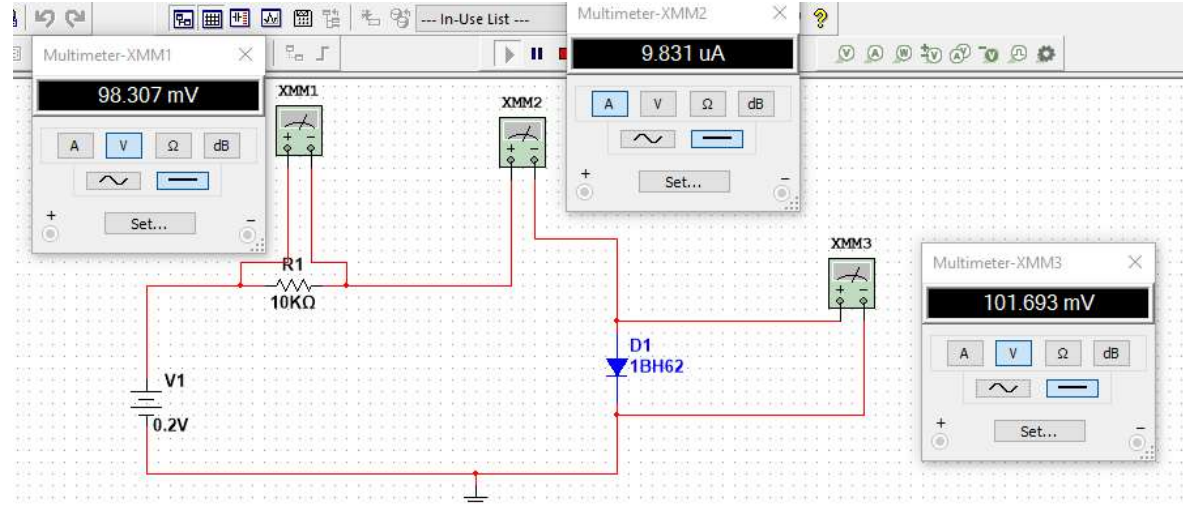 --- In-Use List ---
Multimeter-XMM1
98.307 mV
A V Ω dB
+ Set... -
Multimeter-XMM2
9.831 uA
A V Ω dB
+ Set... -
XMM1
+ -
XMM2
+ -
R1
10KΩ
V1
0.2V
D1
1BH62
XMM3
+ -
Multimeter-XMM3
101.693 mV
A V Ω dB
+ Set... -